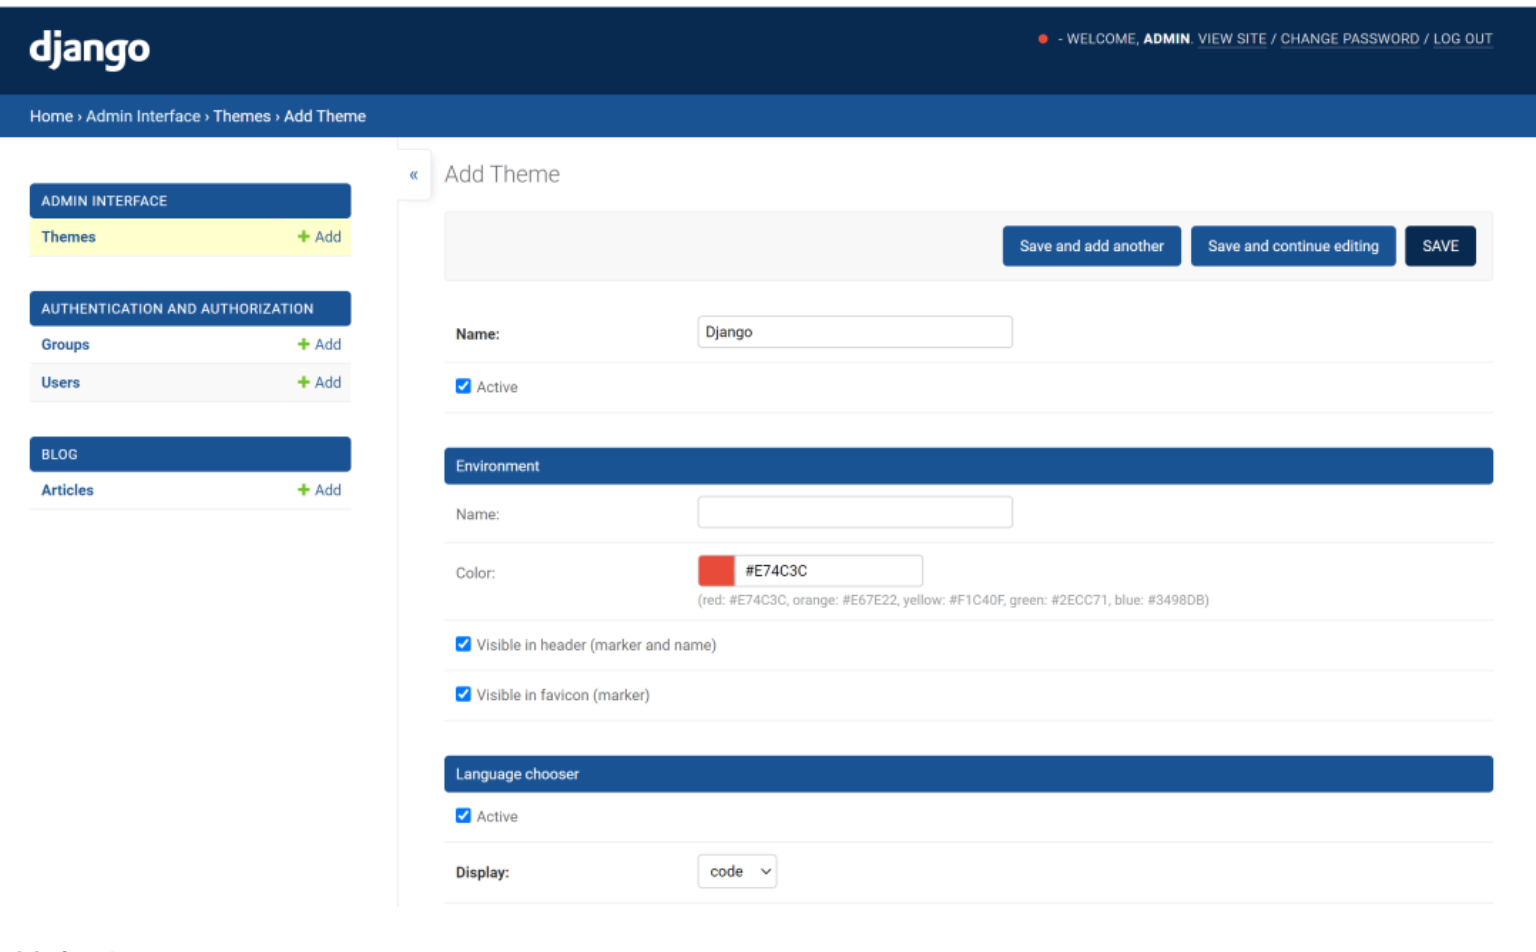 django
- WELCOME, ADMIN. VIEW SITE / CHANGE PASSWORD / LOG OUT
Home › Admin Interface › Themes › Add Theme
«
ADMIN INTERFACE
Themes + Add
AUTHENTICATION AND AUTHORIZATION
Groups + Add
Users + Add
BLOG
Articles + Add
Add Theme
Save and add another Save and continue editing SAVE
Name: Django
Active
Environment
Name:
Color: #E74C3C
(red: #E74C3C, orange: #E67E22, yellow: #F1C40F, green: #2ECC71, blue: #3498DB)
Visible in header (marker and name)
Visible in favicon (marker)
Language chooser
Active
Display: code